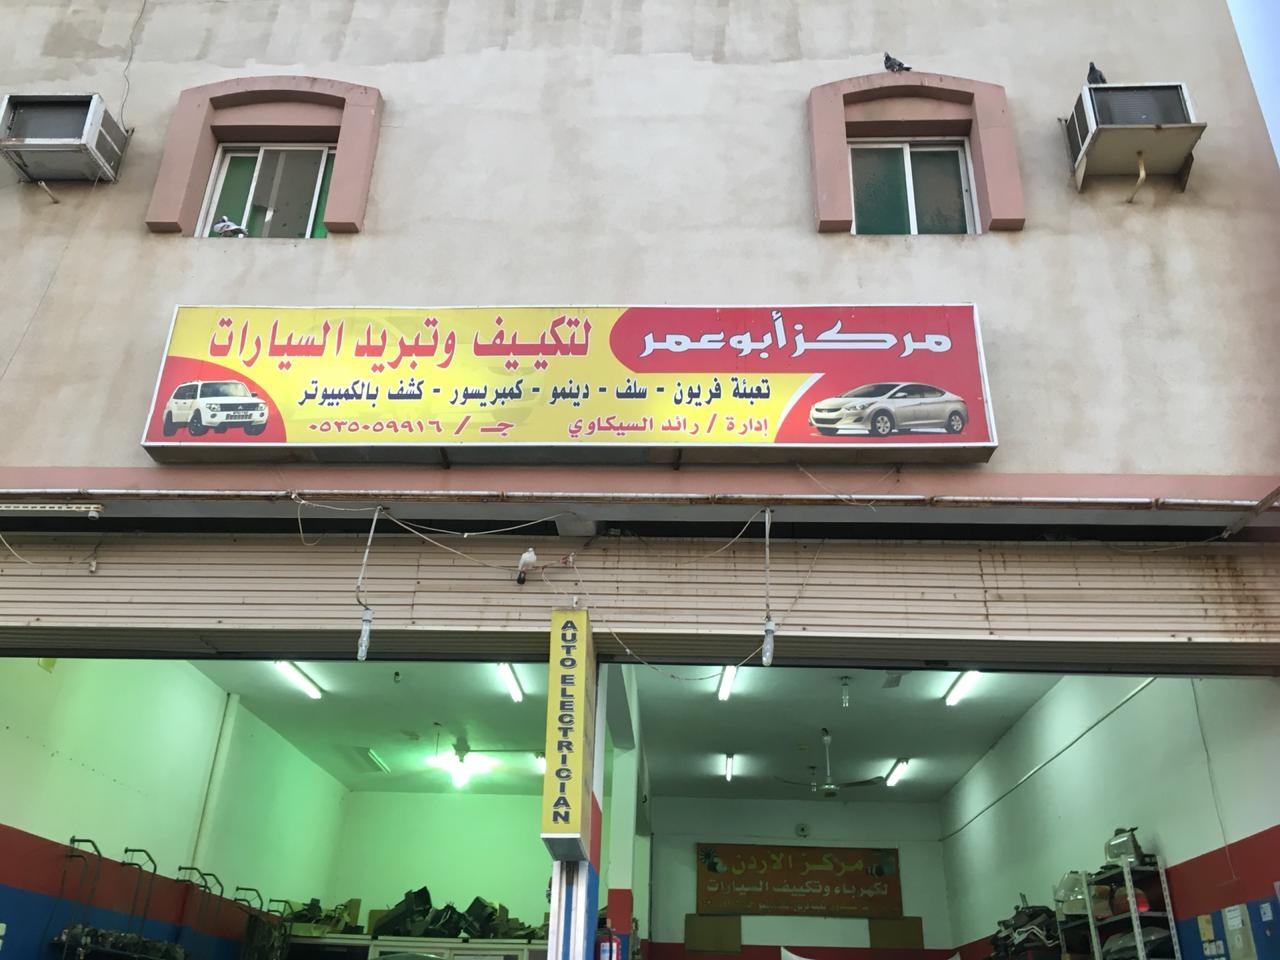 مركز أبو عمر لتكييف وتبريد السيارات
تعبئة فريون - سلف - دينمو - كمبريسور - كشف بالكمبيوتر
إدارة / رائد السيكاوي جـ / ٠٥٣٥٠٥٩٩١٦
AUTO ELECTRICIAN
مركز الاردن
لكهرباء وتكييف السيارات